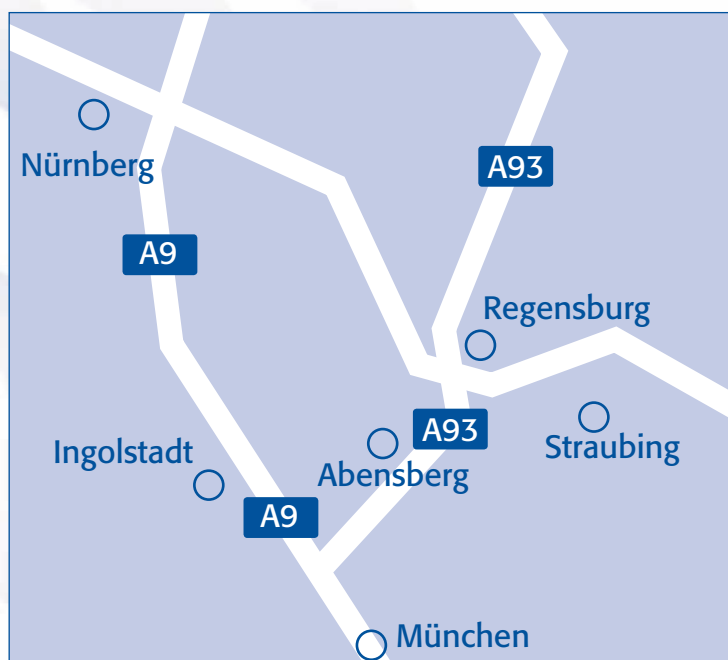 Nürnberg
A93
A9
Regensburg
A93
Straubing
Ingolstadt
Abensberg
A9
München